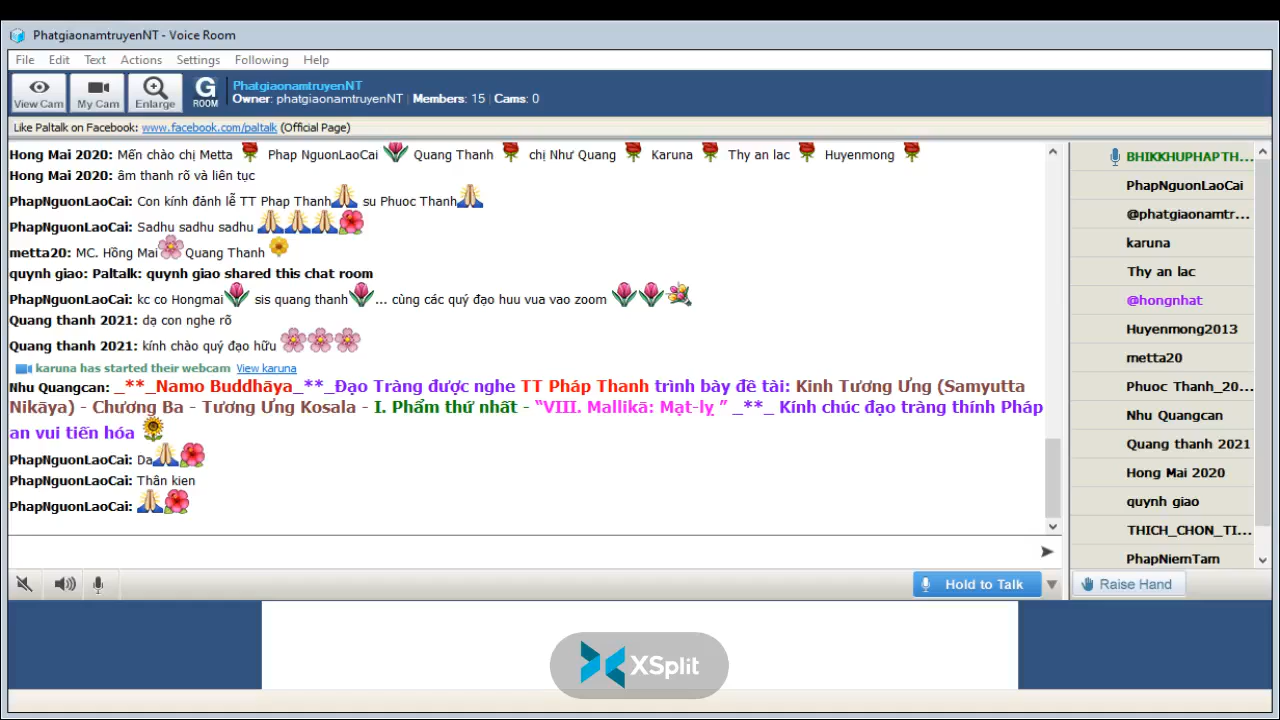 PhatgiaonamtruyenNT - Voice Room
File Edit Text Actions Settings Following Help
View Cam My Cam Enlarge G ROOM
PhatgiaonamtruyenNT
Owner: phatgiaonamtruyenNT | Members: 15 | Cams: 0
Like Paltalk on Facebook: www.facebook.com/paltalk (Official Page)
Hong Mai 2020: Mến chào chị Metta Phap NguonLaoCai Quang Thanh chị Như Quang Karuna Thy an lac Huyenmong
Hong Mai 2020: âm thanh rõ và liên tục
PhapNguonLaoCai: Con kính đảnh lễ TT Phap Thanh su Phuoc Thanh
PhapNguonLaoCai: Sadhu sadhu sadhu
metta20: MC. Hồng Mai Quang Thanh
quynh giao: Paltalk: quynh giao shared this chat room
PhapNguonLaoCai: kc co Hongmai sis quang thanh ... cùng các quý đạo huu vua vao zoom
Quang thanh 2021: dạ con nghe rõ
Quang thanh 2021: kính chào quý đạo hữu
karuna has started their webcam View karuna
Nhu Quangcan: _**_Namo Buddhāya_**_Đạo Tràng được nghe TT Pháp Thanh trình bày đề tài: Kinh Tương Ưng (Samyutta
Nikāya) - Chương Ba - Tương Ưng Kosala - I. Phẩm thứ nhất - “VIII. Mallikā: Mạt-lỵ ” _**_ Kính chúc đạo tràng thính Pháp
an vui tiến hóa
PhapNguonLaoCai: Da
PhapNguonLaoCai: Thân kien
PhapNguonLaoCai:
BHIKKHUPHAPTH...
PhapNguonLaoCai
@phatgiaonamtr...
karuna
Thy an lac
@hongnhat
Huyenmong2013
metta20
Phuoc Thanh_20...
Nhu Quangcan
Quang thanh 2021
Hong Mai 2020
quynh giao
THICH_CHON_TI...
PhapNiemTam
Hold to Talk
Raise Hand
XSplit